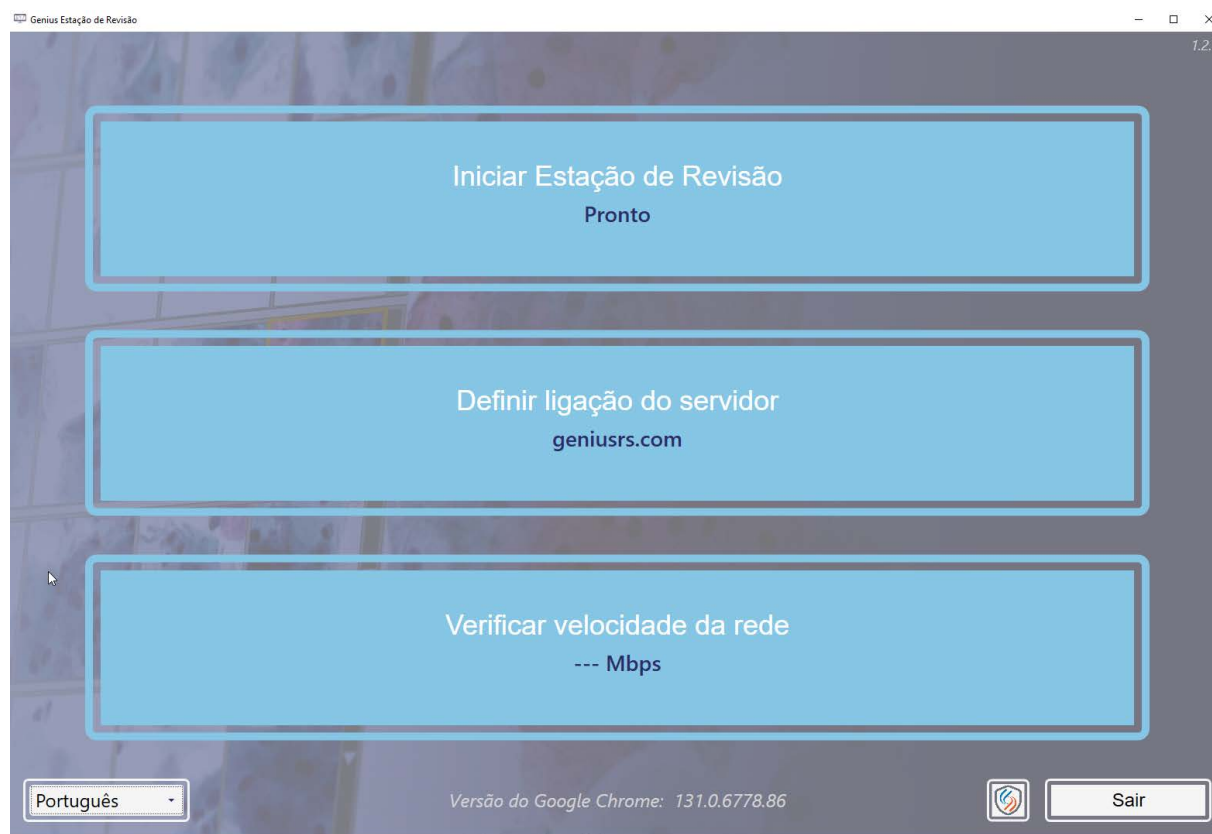 Genius Estação de Revisão
1.2.
Iniciar Estação de Revisão
Pronto
Definir ligação do servidor
geniusrs.com
Verificar velocidade da rede
--- Mbps
Português
Versão do Google Chrome: 131.0.6778.86
Sair